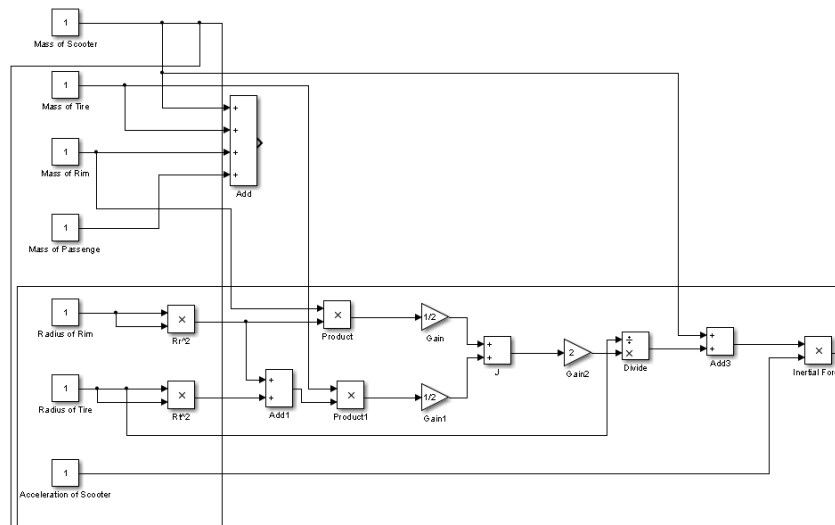 1
Mass of Scooter
1
Mass of Tire
+
+
1
+
Mass of Rim
+
Add
1
Mass of Passenge
1
×
×
1/2
÷
+
×
Radius of Rim
Rr^2
Product
Gain
+
+
2
×
+
Inertial Forc
J
Gain2
Divide
Add3
1
×
+
+
×
1/2
Radius of Tire
Rt^2
Add1
Product1
Gain1
1
Acceleration of Scooter